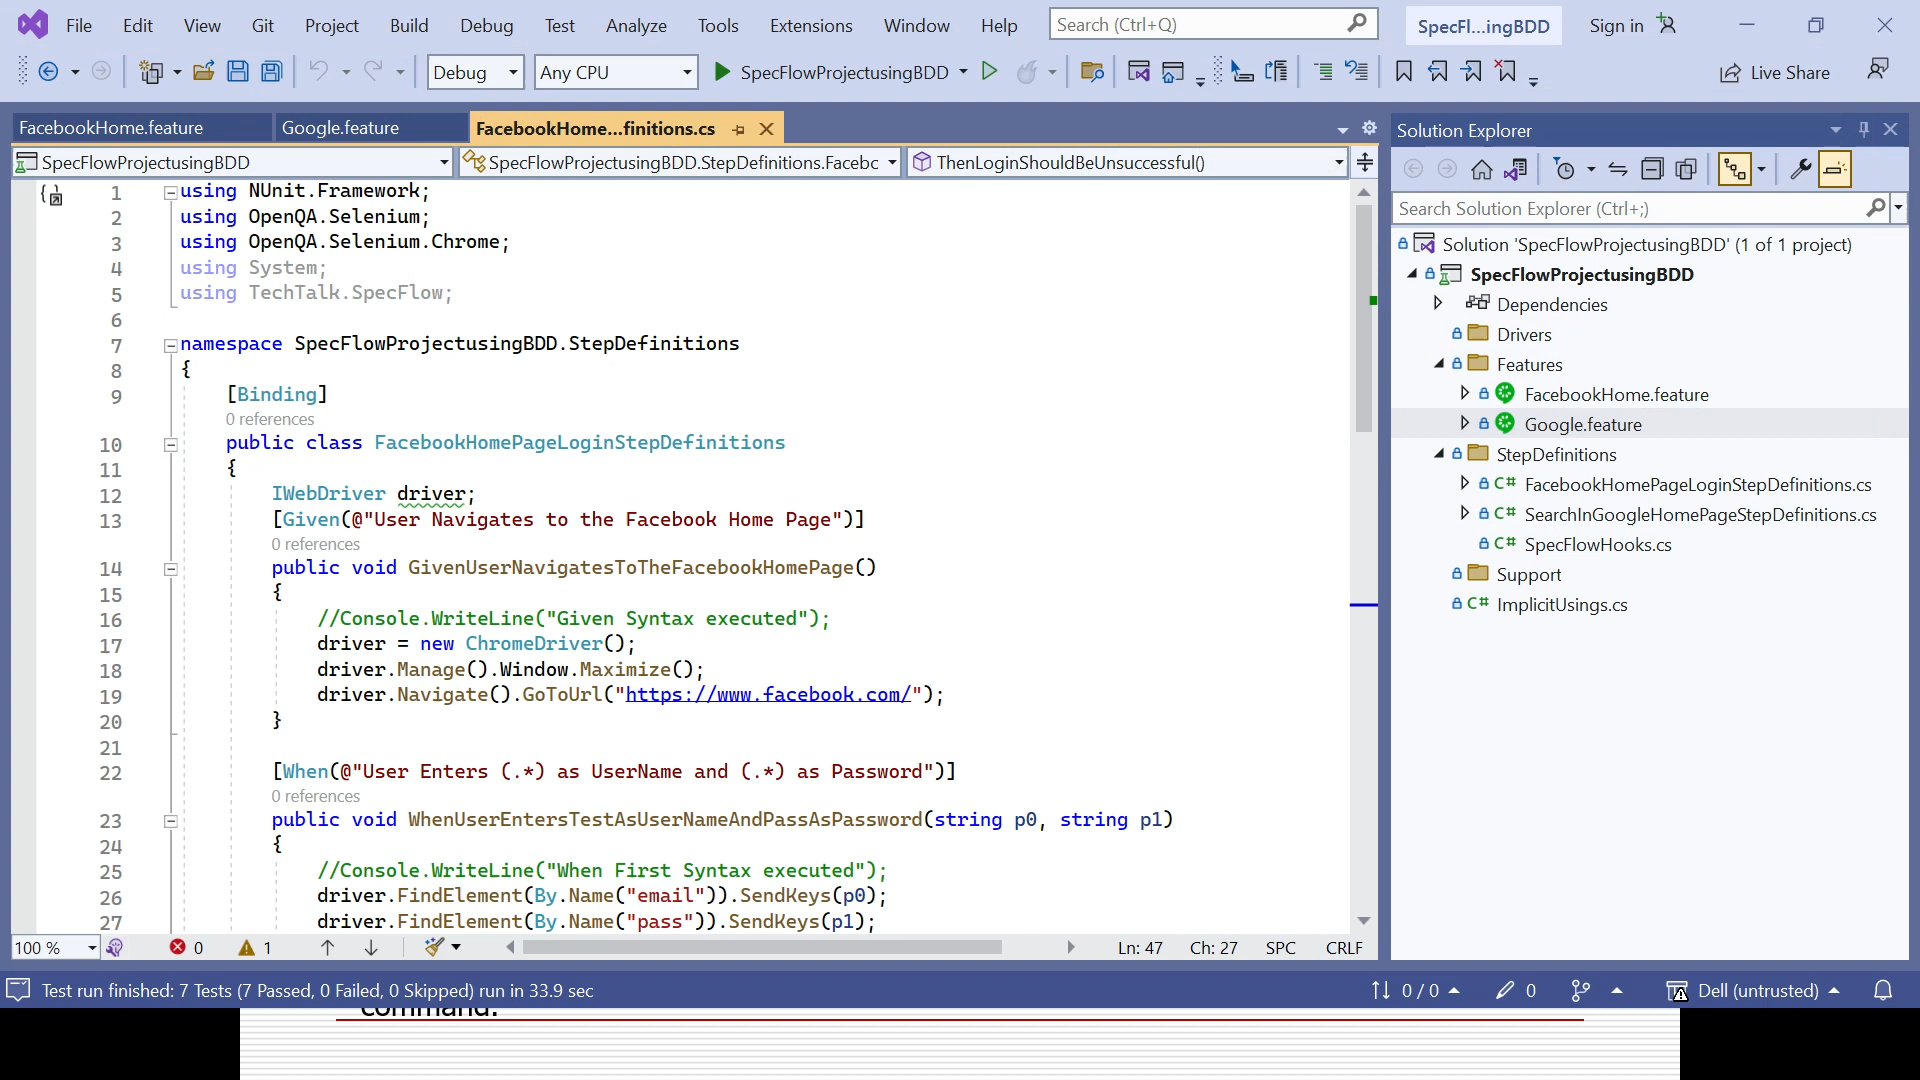 File Edit View Git Project Build Debug Test Analyze Tools Extensions Window Help Search (Ctrl+Q) SpecFl...ingBDD Sign in
Debug Any CPU SpecFlowProjectusingBDD Live Share
FacebookHome.feature Google.feature FacebookHome...finitions.cs
SpecFlowProjectusingBDD SpecFlowProjectusingBDD.StepDefinitions.Facebc ThenLoginShouldBeUnsuccessful()
1 using NUnit.Framework;
2 using OpenQA.Selenium;
3 using OpenQA.Selenium.Chrome;
4 using System;
5 using TechTalk.SpecFlow;
6
7 namespace SpecFlowProjectusingBDD.StepDefinitions
8 {
9 [Binding]
0 references
10 public class FacebookHomePageLoginStepDefinitions
11 {
12 IWebDriver driver;
13 [Given(@"User Navigates to the Facebook Home Page")]
0 references
14 public void GivenUserNavigatesToTheFacebookHomePage()
15 {
16 //Console.WriteLine("Given Syntax executed");
17 driver = new ChromeDriver();
18 driver.Manage().Window.Maximize();
19 driver.Navigate().GoToUrl("https://www.facebook.com/");
20 }
21
22 [When(@"User Enters (.*) as UserName and (.*) as Password")]
0 references
23 public void WhenUserEntersTestAsUserNameAndPassAsPassword(string p0, string p1)
24 {
25 //Console.WriteLine("When First Syntax executed");
26 driver.FindElement(By.Name("email")).SendKeys(p0);
27 driver.FindElement(By.Name("pass")).SendKeys(p1);
100 % 0 1 Ln: 47 Ch: 27 SPC CRLF
Solution Explorer
Search Solution Explorer (Ctrl+;)
Solution 'SpecFlowProjectusingBDD' (1 of 1 project)
SpecFlowProjectusingBDD
Dependencies
Drivers
Features
FacebookHome.feature
Google.feature
StepDefinitions
C# FacebookHomePageLoginStepDefinitions.cs
C# SearchInGoogleHomePageStepDefinitions.cs
C# SpecFlowHooks.cs
Support
C# ImplicitUsings.cs
Test run finished: 7 Tests (7 Passed, 0 Failed, 0 Skipped) run in 33.9 sec 0 / 0 0 Dell (untrusted)
command.